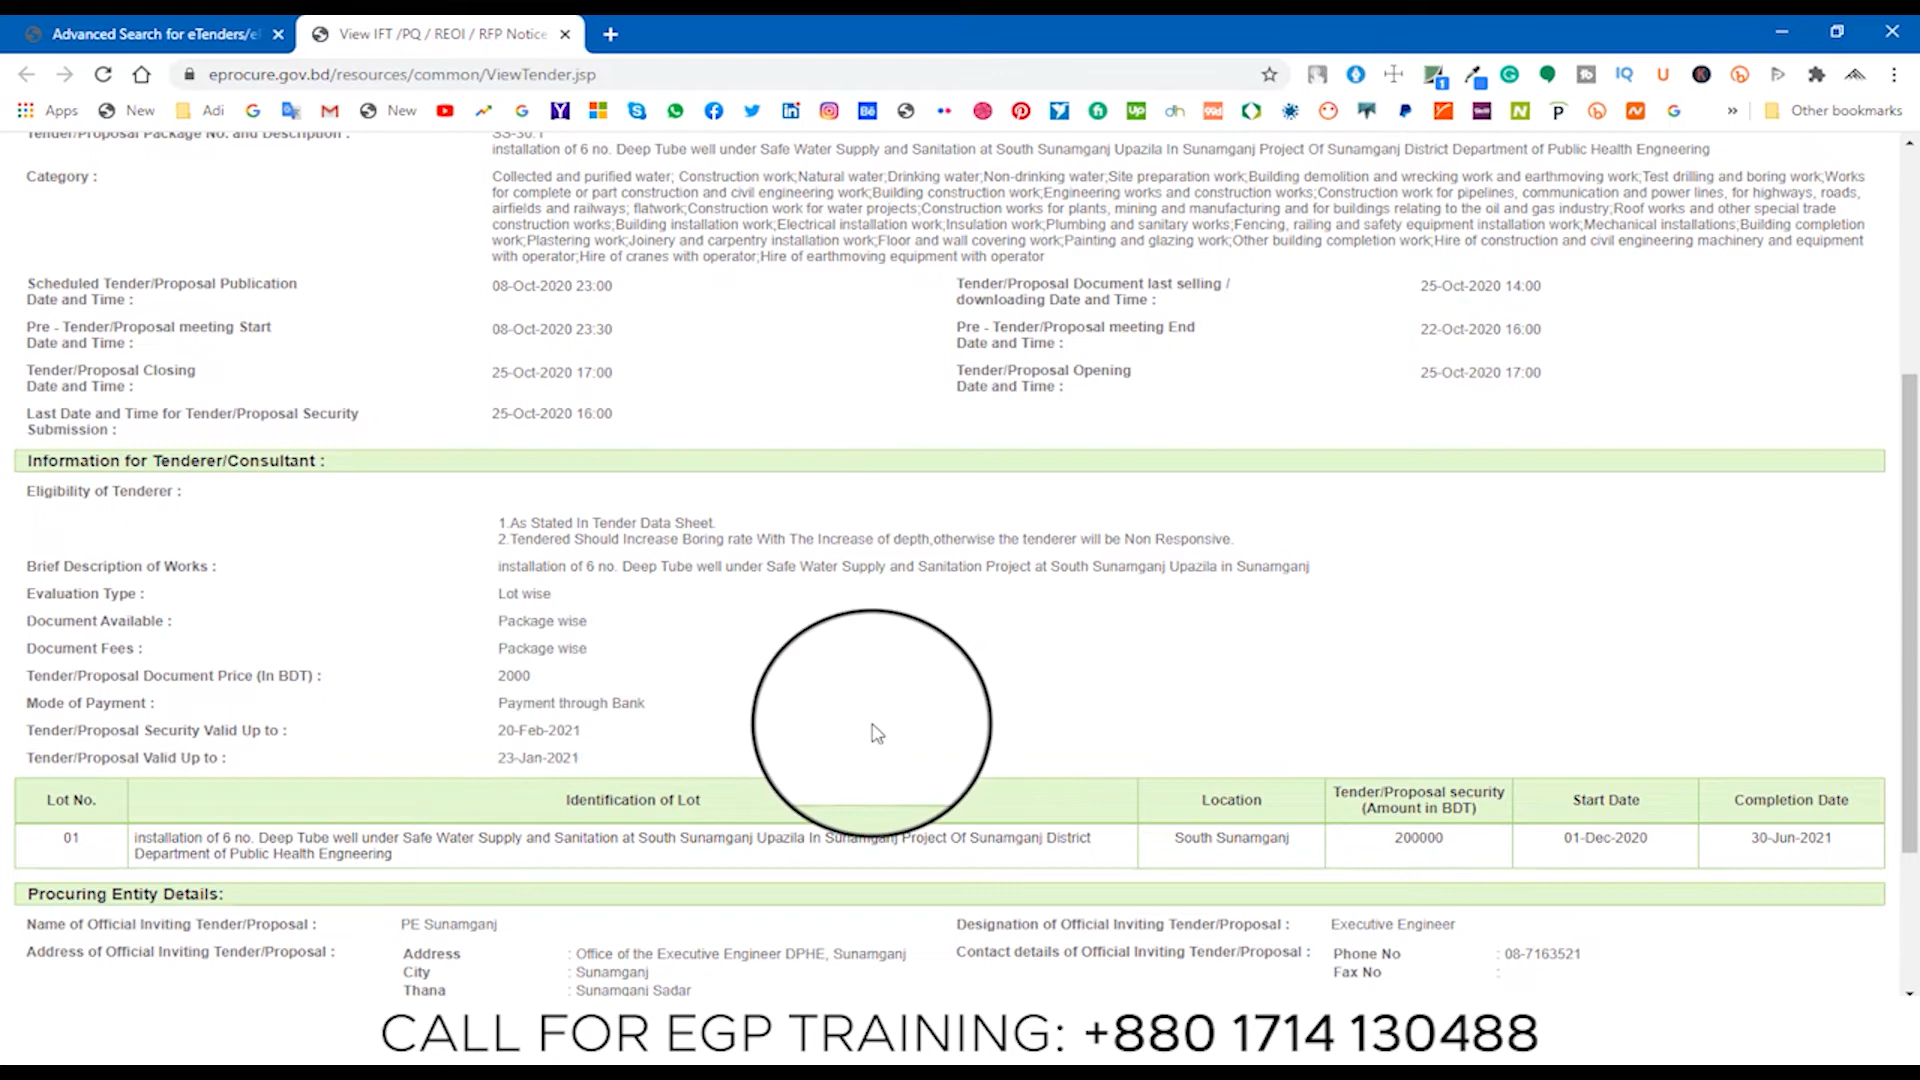 Advanced Search for eTenders/e
View IFT /PQ / REOI / RFP Notice
eprocure.gov.bd/resources/common/ViewTender.jsp
Apps New Adi New Other bookmarks
Tender/Proposal Package No. and Description : SS-30.1
installation of 6 no. Deep Tube well under Safe Water Supply and Sanitation at South Sunamganj Upazila In Sunamganj Project Of Sunamganj District Department of Public Health Engneering
Category : Collected and purified water; Construction work;Natural water;Drinking water;Non-drinking water;Site preparation work;Building demolition and wrecking work and earthmoving work;Test drilling and boring work;Works
for complete or part construction and civil engineering work;Building construction work;Engineering works and construction works;Construction work for pipelines, communication and power lines, for highways, roads,
airfields and railways; flatwork;Construction work for water projects;Construction works for plants, mining and manufacturing and for buildings relating to the oil and gas industry;Roof works and other special trade
construction works;Building installation work;Electrical installation work;Insulation work;Plumbing and sanitary works;Fencing, railing and safety equipment installation work;Mechanical installations;Building completion
work;Plastering work;Joinery and carpentry installation work;Floor and wall covering work;Painting and glazing work;Other building completion work;Hire of construction and civil engineering machinery and equipment
with operator;Hire of cranes with operator;Hire of earthmoving equipment with operator
Scheduled Tender/Proposal Publication
Date and Time : 08-Oct-2020 23:00
Tender/Proposal Document last selling /
downloading Date and Time : 25-Oct-2020 14:00
Pre - Tender/Proposal meeting Start
Date and Time : 08-Oct-2020 23:30
Pre - Tender/Proposal meeting End
Date and Time : 22-Oct-2020 16:00
Tender/Proposal Closing
Date and Time : 25-Oct-2020 17:00
Tender/Proposal Opening
Date and Time : 25-Oct-2020 17:00
Last Date and Time for Tender/Proposal Security
Submission : 25-Oct-2020 16:00
Information for Tenderer/Consultant :
Eligibility of Tenderer :
1.As Stated In Tender Data Sheet.
2.Tendered Should Increase Boring rate With The Increase of depth,otherwise the tenderer will be Non Responsive.
Brief Description of Works : installation of 6 no. Deep Tube well under Safe Water Supply and Sanitation Project at South Sunamganj Upazila in Sunamganj
Evaluation Type : Lot wise
Document Available : Package wise
Document Fees : Package wise
Tender/Proposal Document Price (In BDT) : 2000
Mode of Payment : Payment through Bank
Tender/Proposal Security Valid Up to : 20-Feb-2021
Tender/Proposal Valid Up to : 23-Jan-2021
Lot No. Identification of Lot Location Tender/Proposal security (Amount in BDT) Start Date Completion Date
01 installation of 6 no. Deep Tube well under Safe Water Supply and Sanitation at South Sunamganj Upazila In Sunamganj Project Of Sunamganj District South Sunamganj 200000 01-Dec-2020 30-Jun-2021
Department of Public Health Engneering
Procuring Entity Details:
Name of Official Inviting Tender/Proposal : PE Sunamganj Designation of Official Inviting Tender/Proposal : Executive Engineer
Address of Official Inviting Tender/Proposal : Address : Office of the Executive Engineer DPHE, Sunamganj Contact details of Official Inviting Tender/Proposal : Phone No : 08-7163521
City : Sunamganj Fax No :
Thana : Sunamganj Sadar
CALL FOR EGP TRAINING: +880 1714 130488